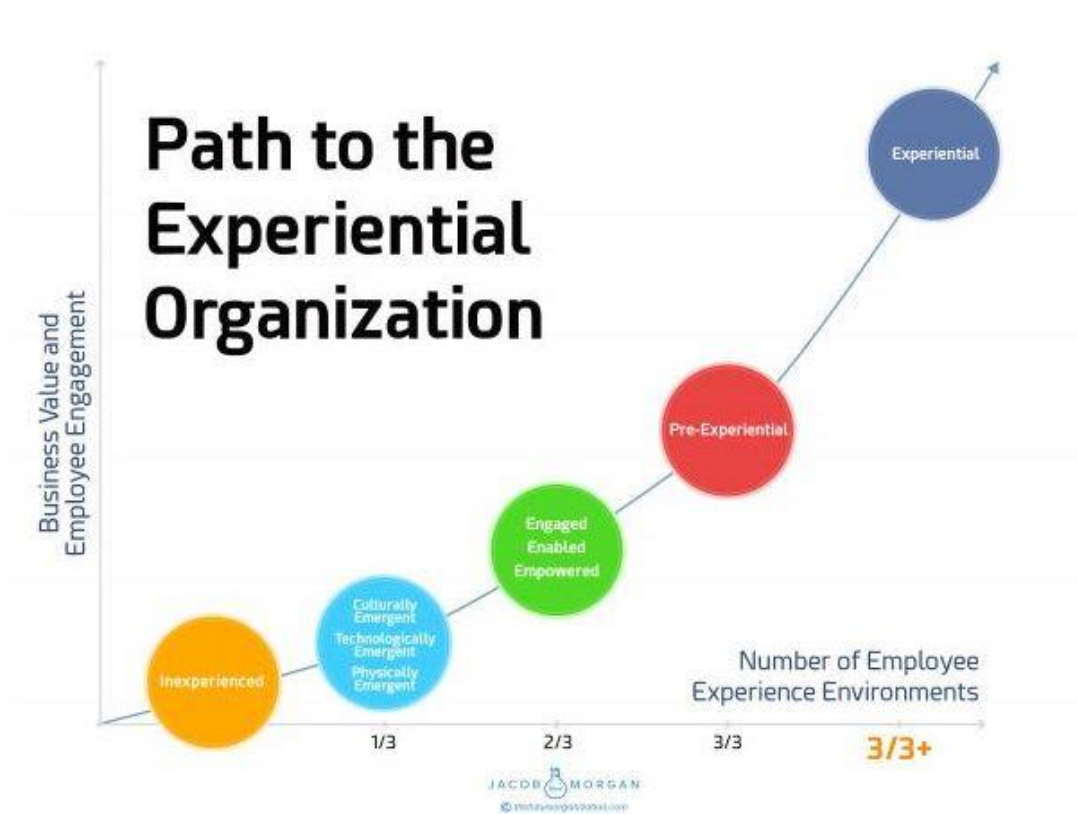 Path to the
Experiential
Organization
Business Value and
Employee Engagement
Experiential
Pre-Experiential
Engaged
Enabled
Empowered
Culturally
Emergent
Technologically
Emergent
Physically
Emergent
Inexperienced
Number of Employee
Experience Environments
1/3
2/3
3/3
3/3+
JACOB MORGAN